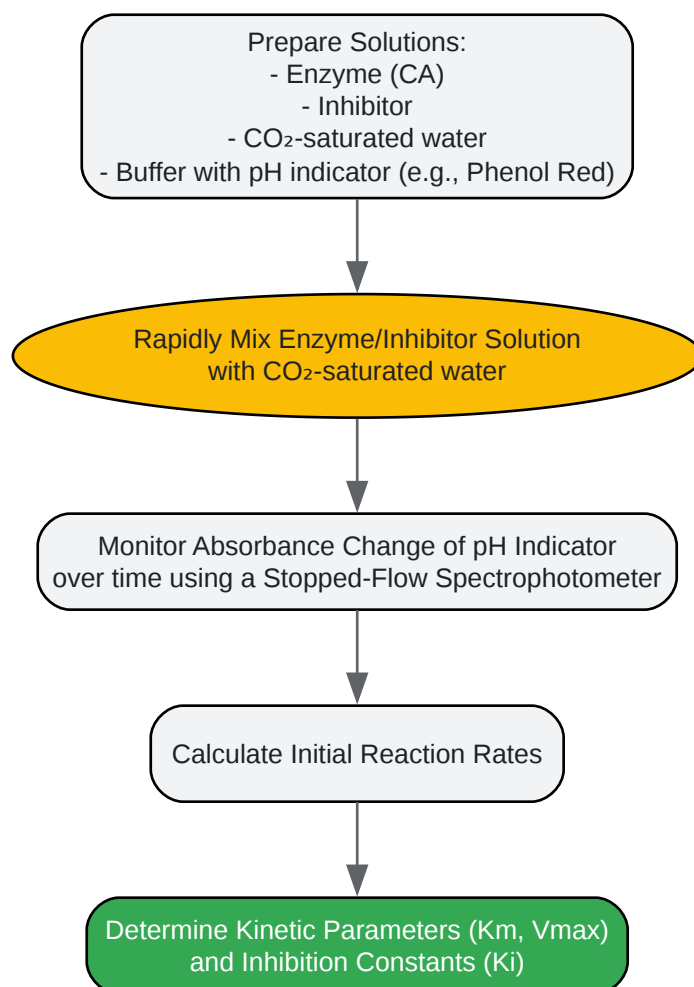 Prepare Solutions:
- Enzyme (CA)
- Inhibitor
- CO₂-saturated water
- Buffer with pH indicator (e.g., Phenol Red)
Rapidly Mix Enzyme/Inhibitor Solution
with CO₂-saturated water
Monitor Absorbance Change of pH Indicator
over time using a Stopped-Flow Spectrophotometer
Calculate Initial Reaction Rates
Determine Kinetic Parameters (Km, Vmax)
and Inhibition Constants (Ki)